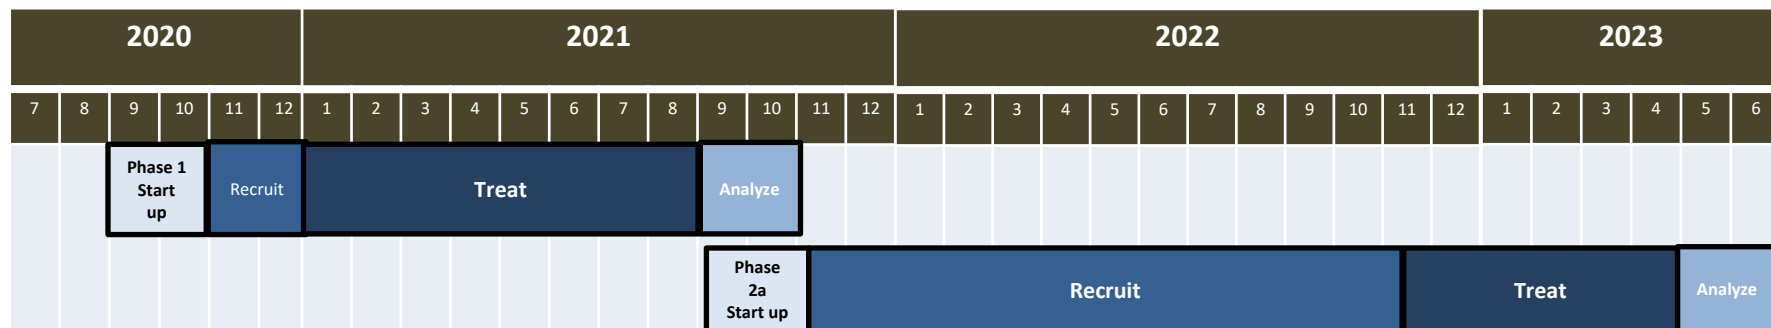 2020 2021 2022 2023
7 8 9 10 11 12 1 2 3 4 5 6 7 8 9 10 11 12 1 2 3 4 5 6 7 8 9 10 11 12 1 2 3 4 5 6
Phase 1
Start
up
Recruit
Treat
Analyze
Phase
2a
Start up
Recruit
Treat
Analyze